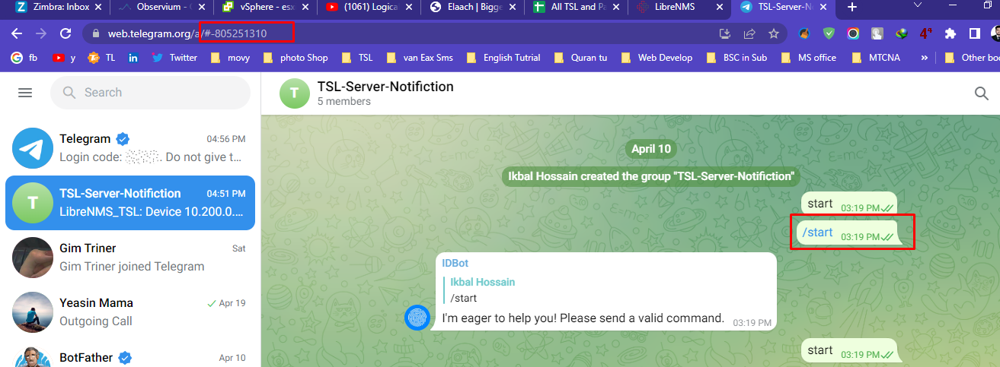 Zimbra: Inbox
Observium - O
vSphere - esx
(1061) Logica
Elaach | Bigge
All TSL and Pa
LibreNMS
TSL-Server-No
web.telegram.org/a/#-805251310
4
fb
y
TL
in
Twitter
movy
photo Shop
TSL
van Eax Sms
English Tutrial
Quran tu
Web Develop
BSC in Sub
MS office
MTCNA
»
Other boo
Search
T
TSL-Server-Notifiction
5 members
Telegram
04:56 PM
Login code: . Do not give t...
T
TSL-Server-Notifiction
04:51 PM
LibreNMS_TSL: Device 10.200.0....
Gim Triner
Sat
Gim Triner joined Telegram
Yeasin Mama
Apr 19
Outgoing Call
BotFather
Apr 10
E=mc²
April 10
Ikbal Hossain created the group "TSL-Server-Notifiction"
start
03:19 PM
/start
03:19 PM
IDBot
Ikbal Hossain
/start
I'm eager to help you! Please send a valid command.
03:19 PM
start
03:19 PM